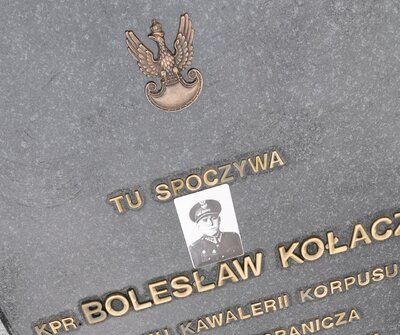 TU SPOCZYWA
KPR. BOLESŁAW KOŁACZ
KAWALERII KORPUSU